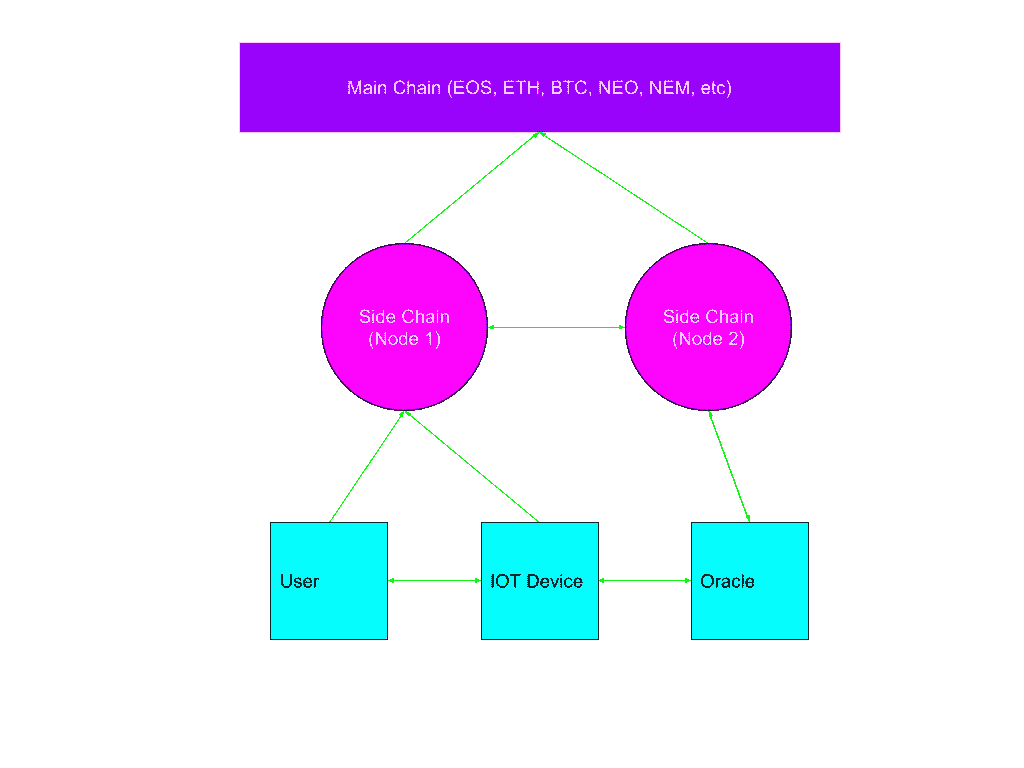 Main Chain (EOS, ETH, BTC, NEO, NEM, etc)
Side Chain
(Node 1)
Side Chain
(Node 2)
User
IOT Device
Oracle